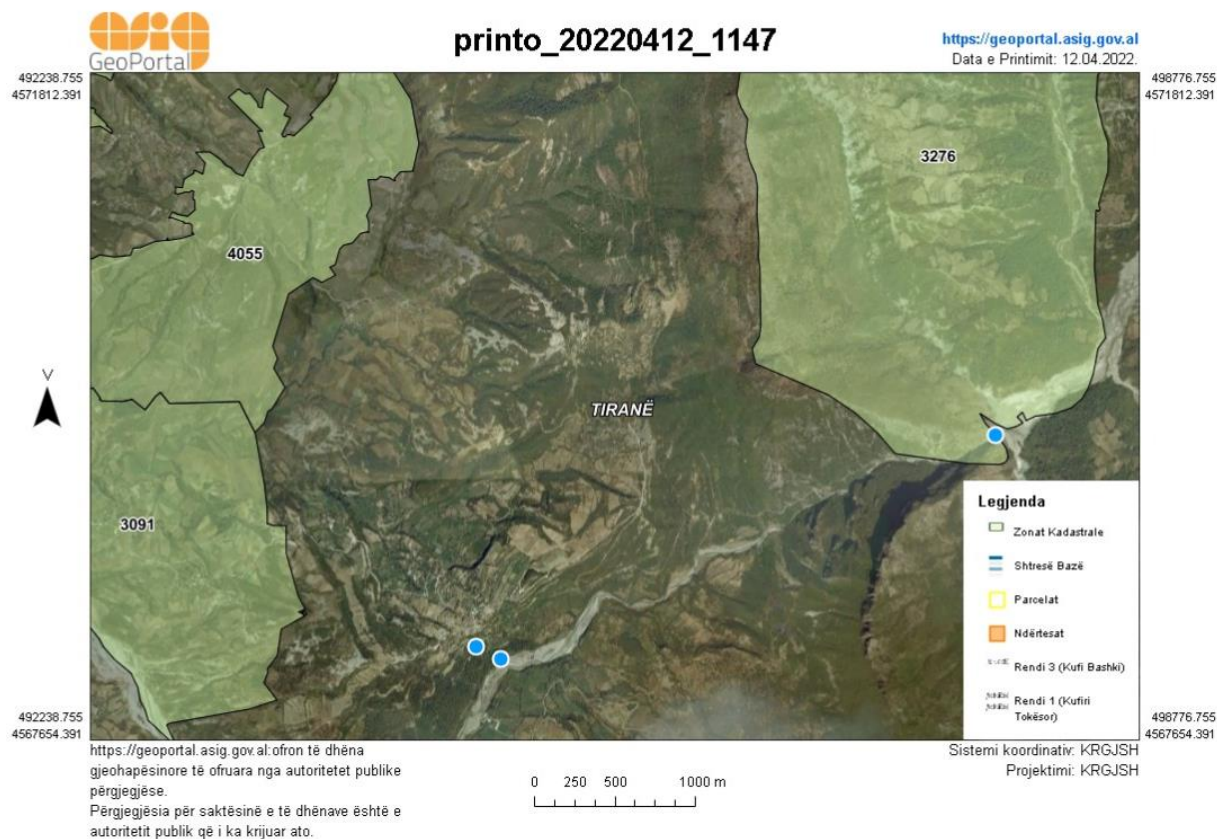 asig
GeoPortal
printo_20220412_1147
https://geoportal.asig.gov.al
Data e Printimit: 12.04.2022.
492238.755
4571812.391
498776.755
4571812.391
3276
4055
TIRANË
3091
Legjenda
Zonat Kadastrale
Shtresë Bazë
Parcelat
Ndërtesat
Rendi 3 (Kufi Bashki)
Rendi 1 (Kufiri
Tokësor)
492238.755
4567654.391
498776.755
4567654.391
https://geoportal.asig.gov.al:ofron të dhëna
gjeohapësinore të ofruara nga autoritetet publike
përgjegjëse.
Përgjegjësia për saktësinë e të dhënave është e
autoritetit publik që i ka krijuar ato.
0 250 500 1000 m
Sistemi koordinativ: KRGJSH
Projektimi: KRGJSH